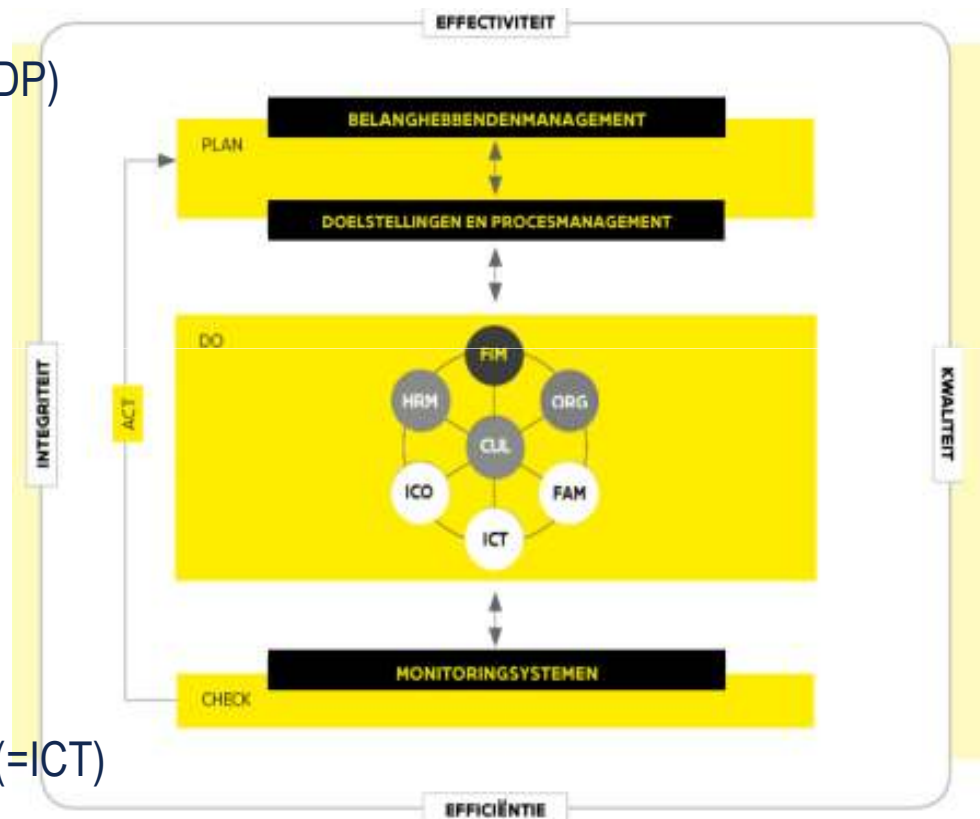 EFFECTIVITEIT
DP)
BELANGHEBBENDENMANAGEMENT
PLAN
DOELSTELLINGEN EN PROCESMANAGEMENT
DO
FIM
HRM
ORG
CUL
ICO
FAM
ICT
INTEGRITEIT
ACT
KWALITEIT
MONITORINGSYSTEMEN
CHECK
(=ICT)
EFFICIËNTIE